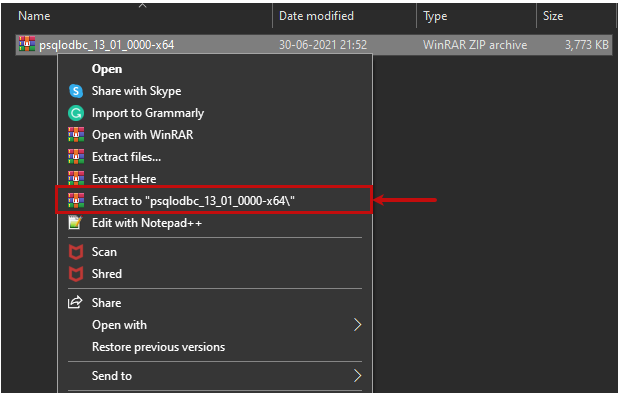 Name Date modified Type Size
psqlodbc_13_01_0000-x64 30-06-2021 21:52 WinRAR ZIP archive 3,773 KB
Open
Share with Skype
Import to Grammarly
Open with WinRAR
Extract files...
Extract Here
Extract to "psqlodbc_13_01_0000-x64\"
Edit with Notepad++
Scan
Shred
Share
Open with
Restore previous versions
Send to